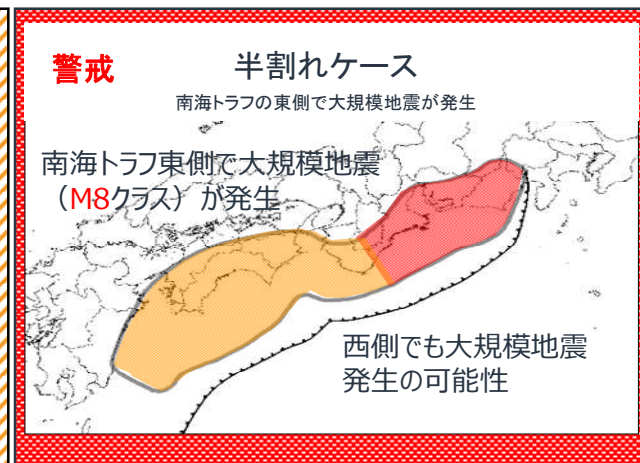 警戒
半割れケース
南海トラフの東側で大規模地震が発生
南海トラフ東側で大規模地震
（M8クラス）が発生
西側でも大規模地震
発生の可能性